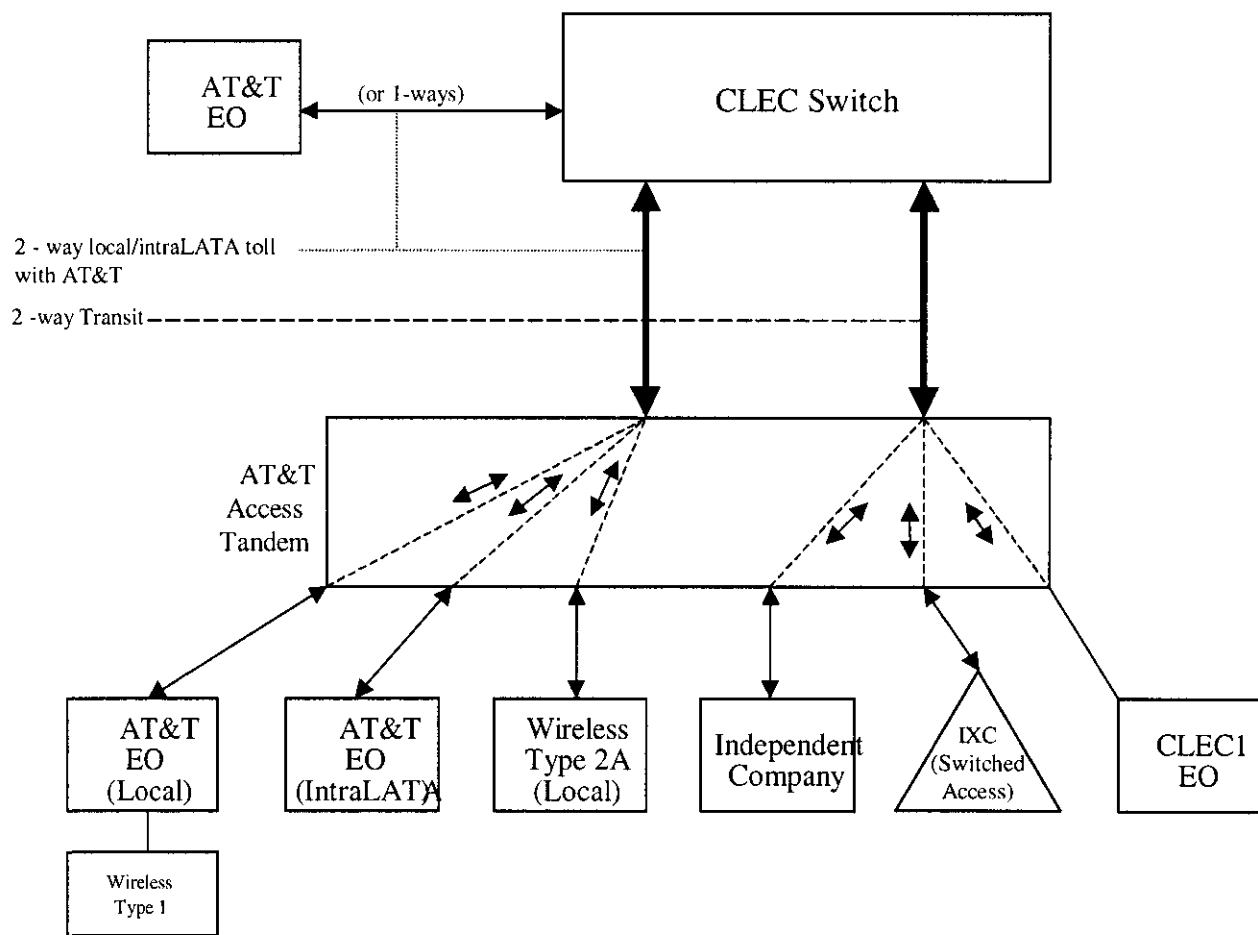 AT&T
EO
(or 1-ways)
CLEC Switch
2 - way local/intraLATA toll
with AT&T
2 -way Transit
AT&T
Access
Tandem
AT&T
EO
(Local)
AT&T
EO
(IntraLATA)
Wireless
Type 2A
(Local)
Independent
Company
IXC
(Switched
Access)
CLEC1
EO
Wireless
Type 1